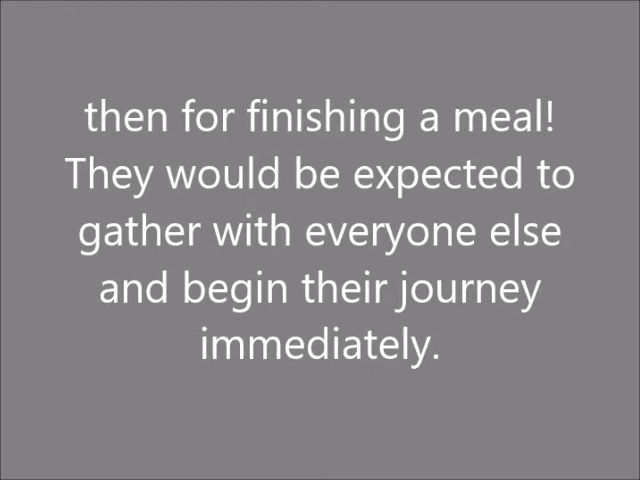 then for finishing a meal!
They would be expected to
gather with everyone else
and begin their journey
immediately.